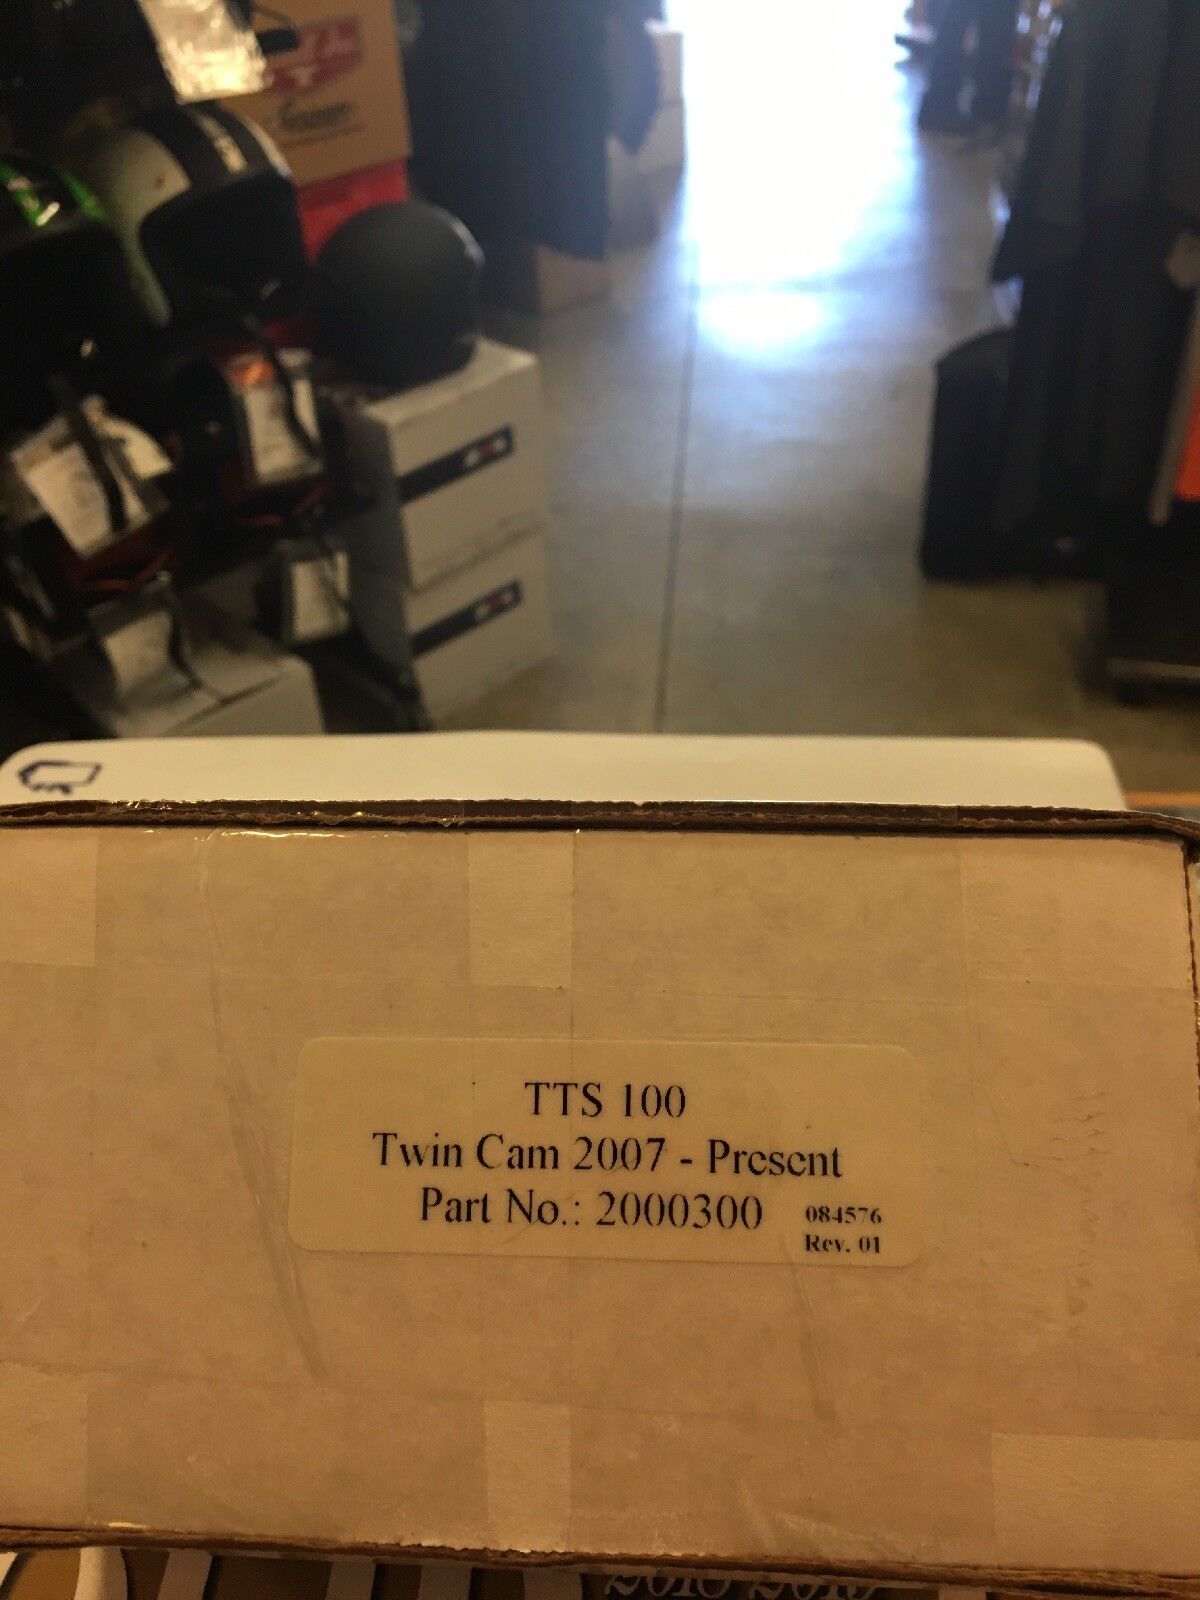 TTS 100
Twin Cam 2007 - Present
Part No.: 2000300
084576
Rev. 01